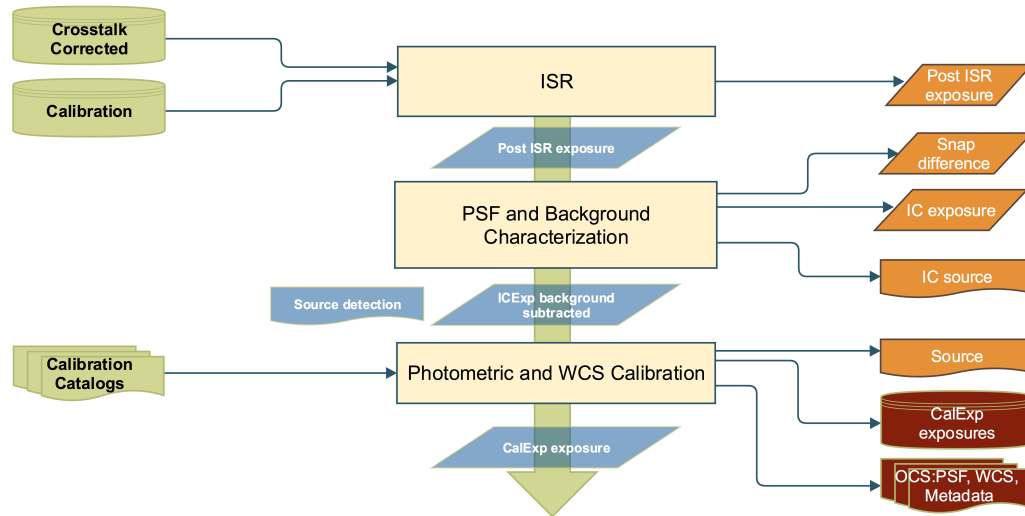 Crosstalk
Corrected
Calibration
ISR
Post ISR
exposure
Post ISR exposure
Snap
difference
PSF and Background
Characterization
IC exposure
IC source
Source detection
ICExp background
subtracted
Calibration
Catalogs
Photometric and WCS Calibration
Source
CalExp
exposures
CalExp exposure
OCS:PSF, WCS,
Metadata